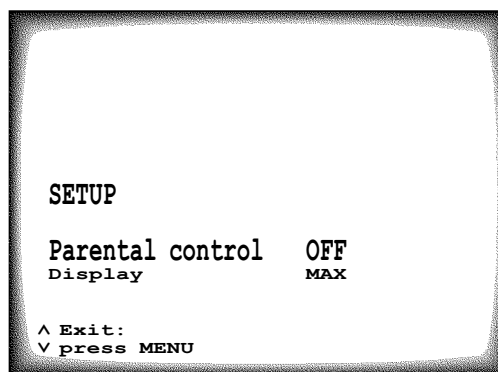 SETUP
Parental control OFF
Display MAX
∧ Exit:
∨ press MENU